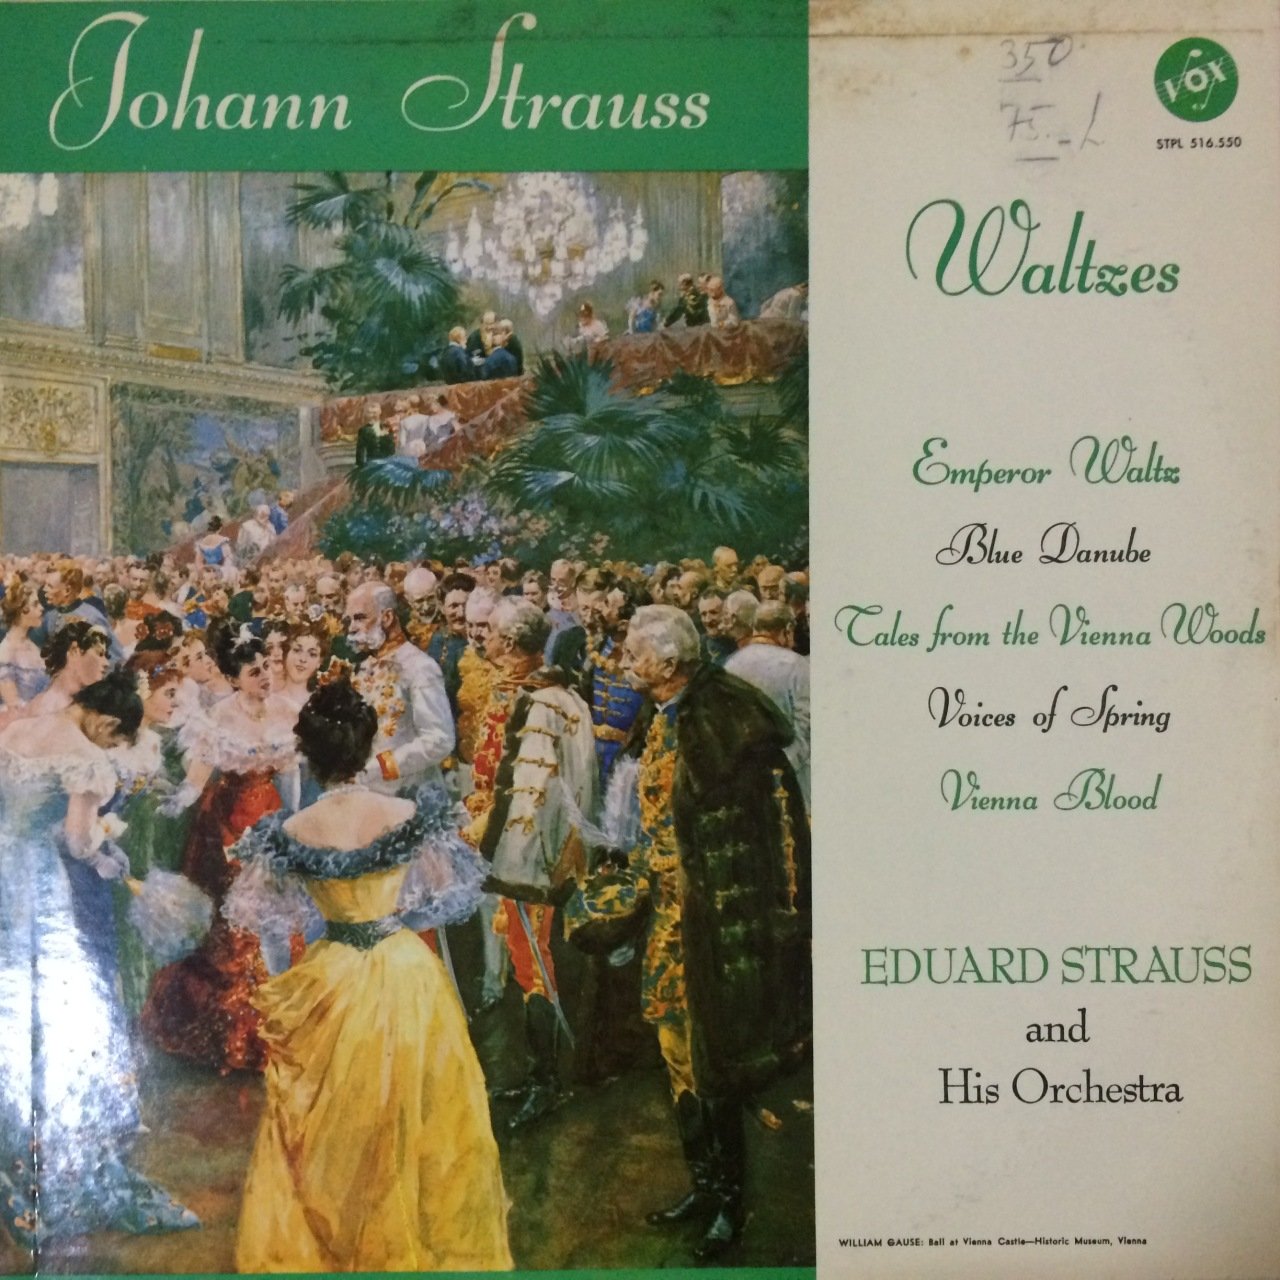 Johann Strauss
350
75.-L
VOX
STPL 516.550
Waltzes
Emperor Waltz
Blue Danube
Tales from the Vienna Woods
Voices of Spring
Vienna Blood
EDUARD STRAUSS
and
His Orchestra
WILLIAM GAUSE: Ball at Vienna Castle—Historic Museum, Vienna